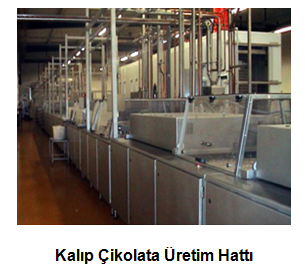 Kalıp Çikolata Üretim Hattı